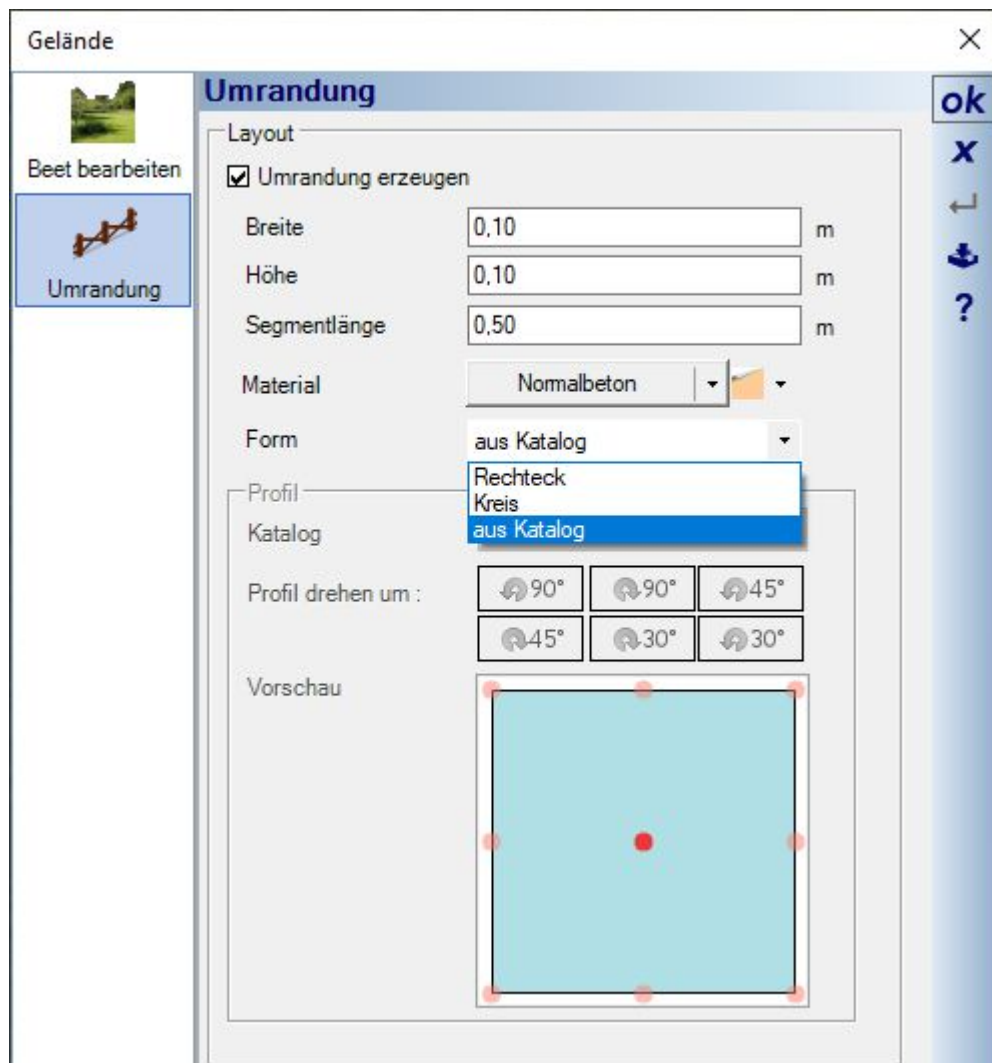 Gelände
Beet bearbeiten
Umrandung
Umrandung
Layout
Umrandung erzeugen
Breite 0,10 m
Höhe 0,10 m
Segmentlänge 0,50 m
Material Normalbeton
Form aus Katalog
Rechteck
Kreis
aus Katalog
Profil
Katalog
Profil drehen um : 90° 90° 45°
45° 30° 30°
Vorschau
ok
x
?